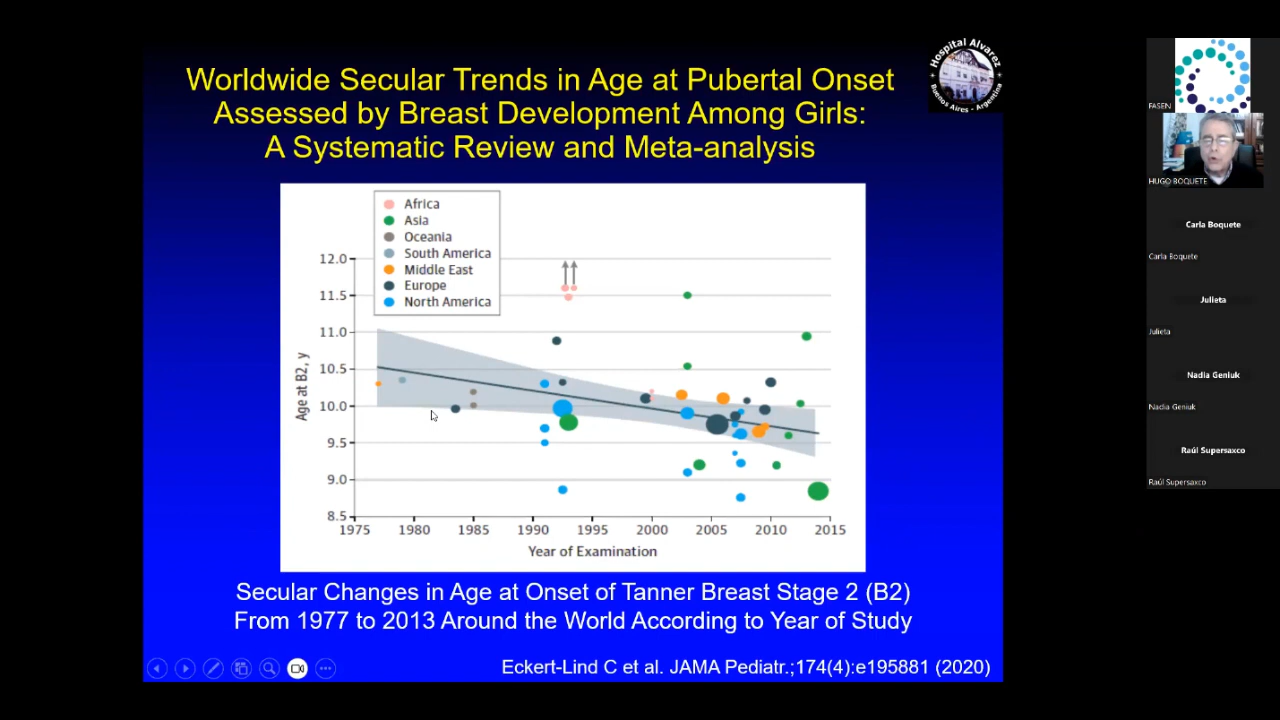 Worldwide Secular Trends in Age at Pubertal Onset
Assessed by Breast Development Among Girls:
A Systematic Review and Meta-analysis
Hospital Alvarez
Buenos Aires - Argentina
Africa
Asia
Oceania
South America
Middle East
Europe
North America
12.0
11.5
11.0
10.5
10.0
9.5
9.0
8.5
Age at B2, y
1975 1980 1985 1990 1995 2000 2005 2010 2015
Year of Examination
Secular Changes in Age at Onset of Tanner Breast Stage 2 (B2)
From 1977 to 2013 Around the World According to Year of Study
Eckert-Lind C et al. JAMA Pediatr.;174(4):e195881 (2020)
FASEN
HUGO BOQUETE
Carla Boquete
Carla Boquete
Julieta
Julieta
Nadia Geniuk
Nadia Geniuk
Raúl Supersaxco
Raúl Supersaxco